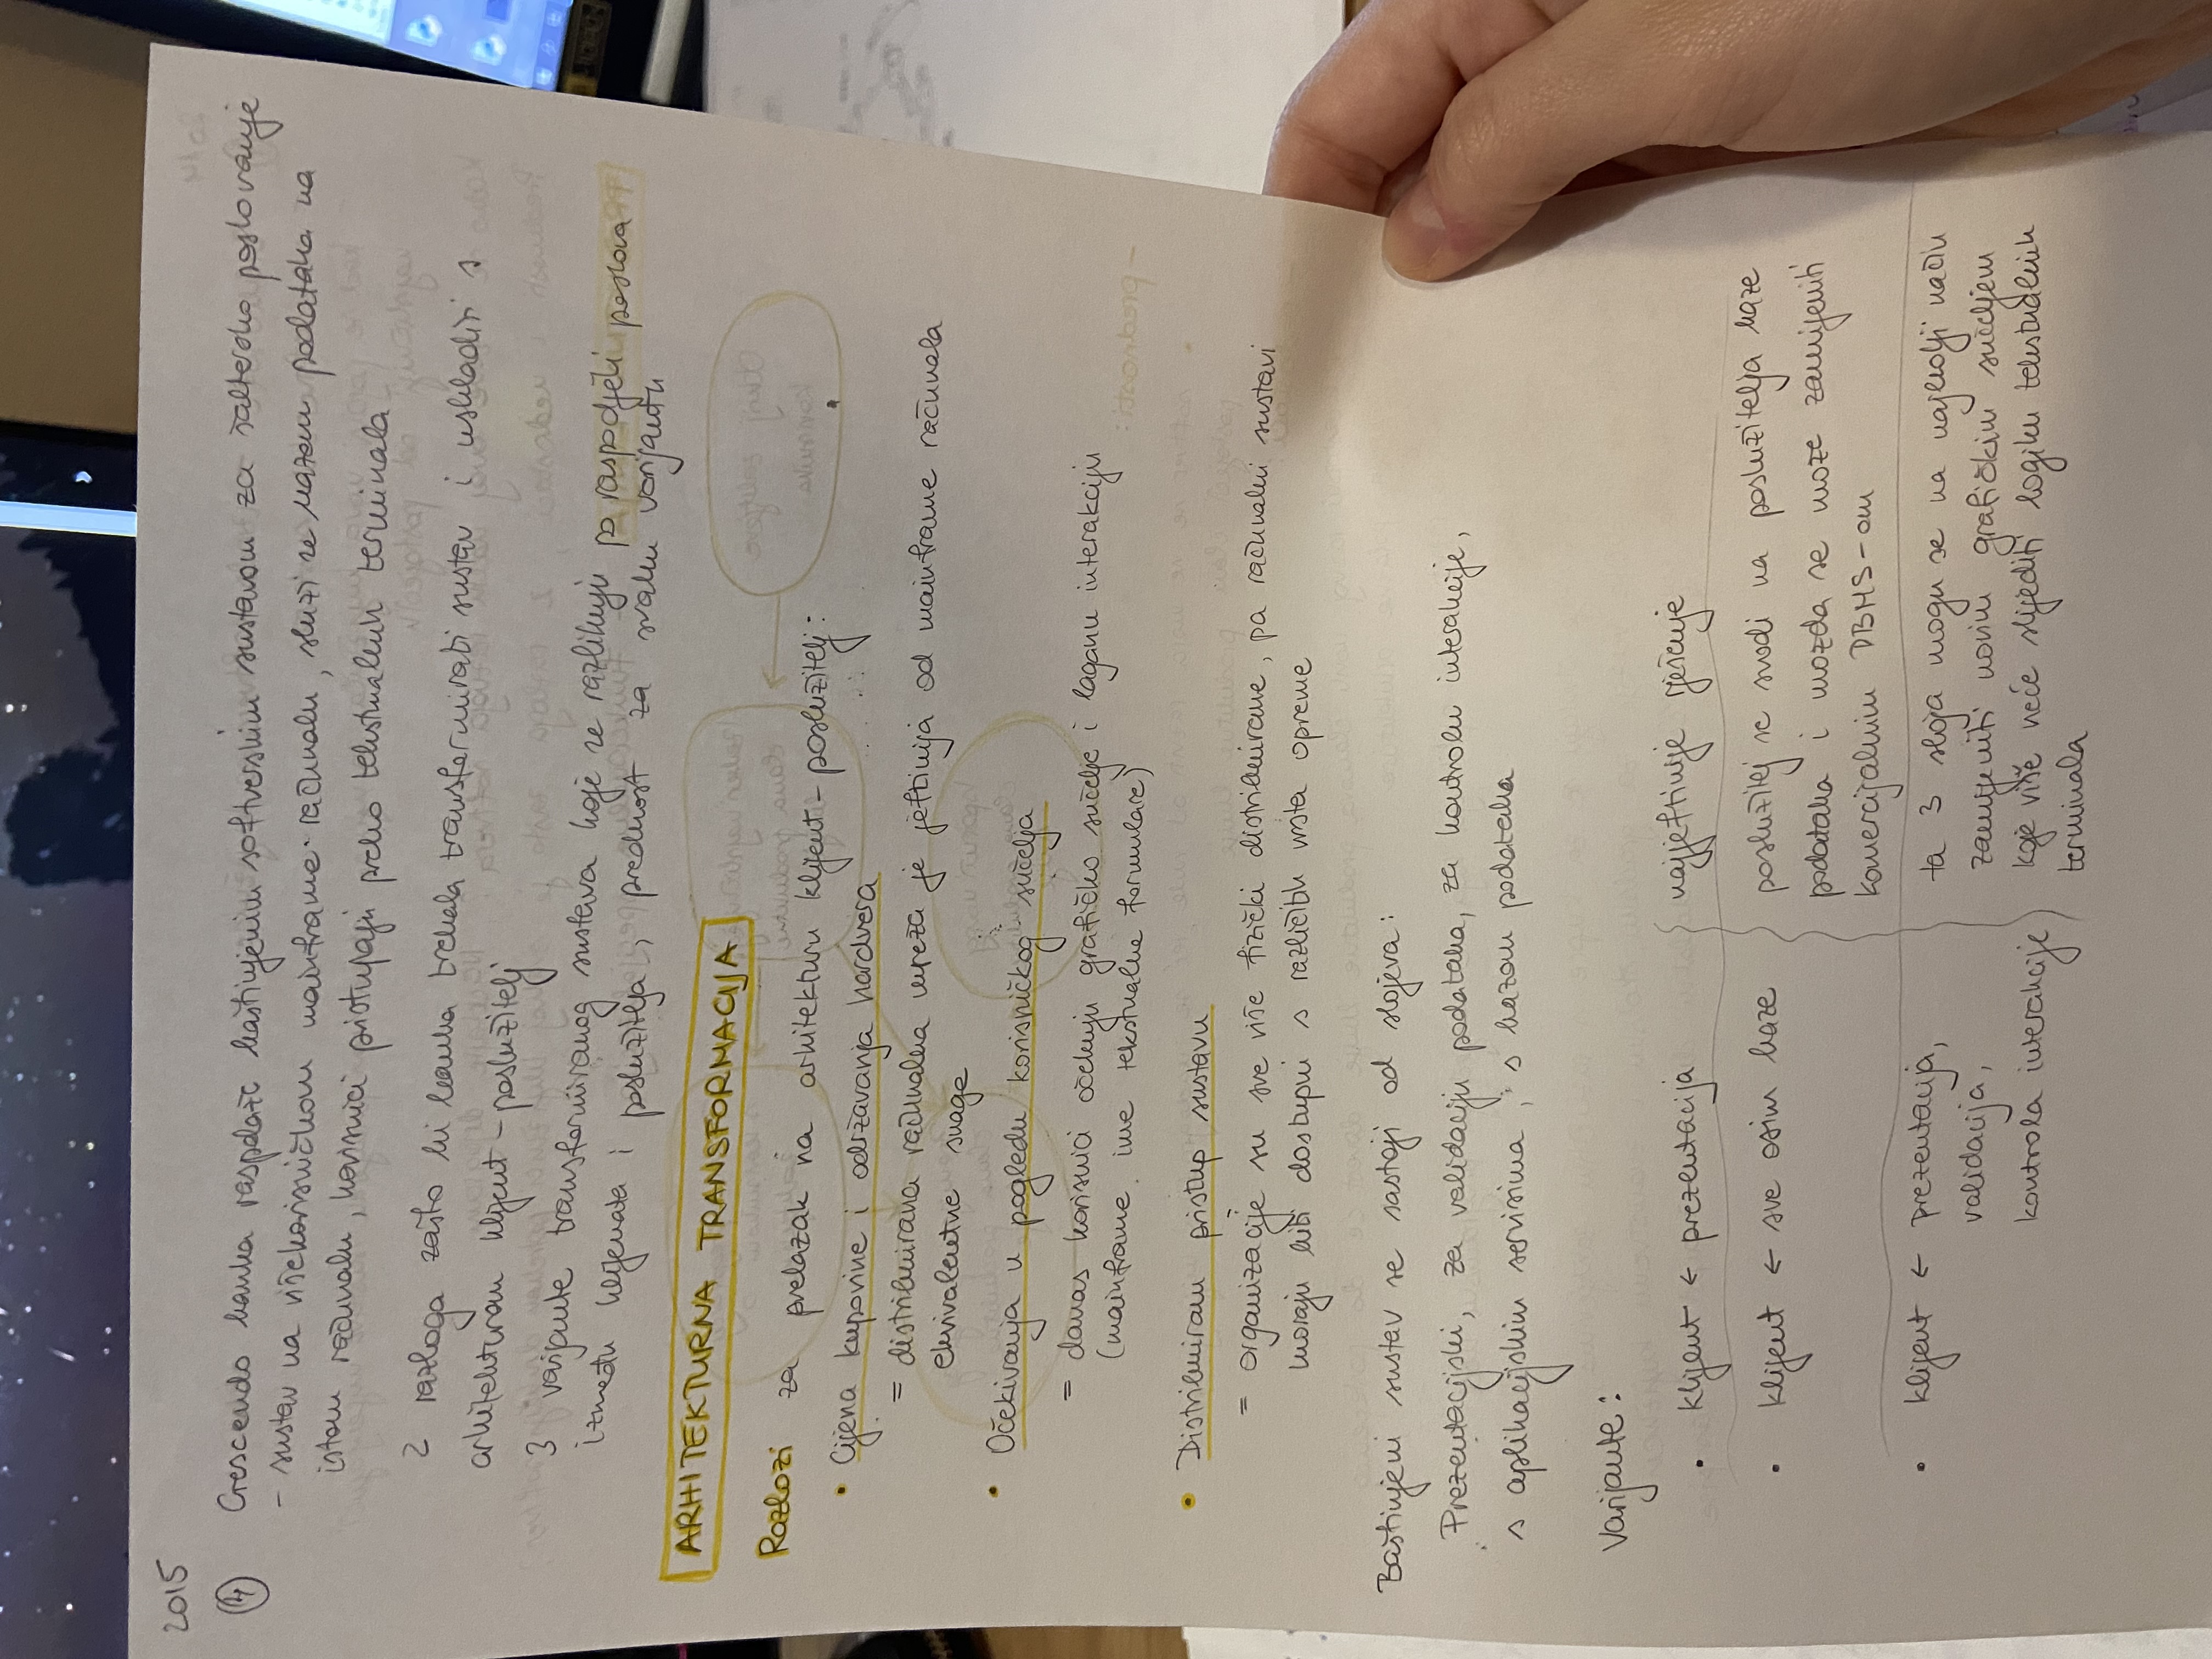 2015
4 Crescendo banka raspolaže baštinjenim softverskim sustavom za šaltersko poslovanje
- sustav na višekorisničkom mainframe računalu, služi se bazom podataka na
istom računalu, korisnici pristupaju preko tekstualnih terminala
2 razloga zašto bi banka trebala transformirati sustav i uskladiti s
arhitekturom klijent-poslužitelj
3 varijante transformiranog sustava koje se razlikuju po raspodjeli poslova
između klijenata i poslužitelja, prednost za svaku varijantu
ARHITEKTURNA TRANSFORMACIJA
Razlozi za prelazak na arhitekturu klijent-poslužitelj:
• Cijena kupovine i održavanja hardvera
= distribuirana računalna mreža je jeftinija od mainframe računala
ekvivalentne snage
• Očekivanja u pogledu korisničkog sučelja
= danas korisnici očekuju grafičko sučelje i laganu interakciju
(mainframe ime tekstualne formulare)
• Distribuiran pristup sustavu
= organizacije su sve više fizički distribuirane, pa računalni sustavi
moraju biti dostupni s različitih vrsta opreme
Baštinjeni sustav se sastoji od slojeva:
Prezentacijski, za validaciju podataka, za kontrolu interakcije,
s aplikacijskim servisima, s bazom podataka
Varijante:
• klijent ← prezentacija najjeftinije rješenje
• klijent ← sve osim baze poslužitelj se svodi na poslužitelja baze
podataka i možda se može zamijeniti
komercijalnim DBMS-om
• klijent ← prezentacija, ta 3 sloja mogu se na najbolji način
validacija, zamijeniti novim grafičkim sučeljem
kontrola interakcije koje više neće slijediti logiku tekstualnih
terminala